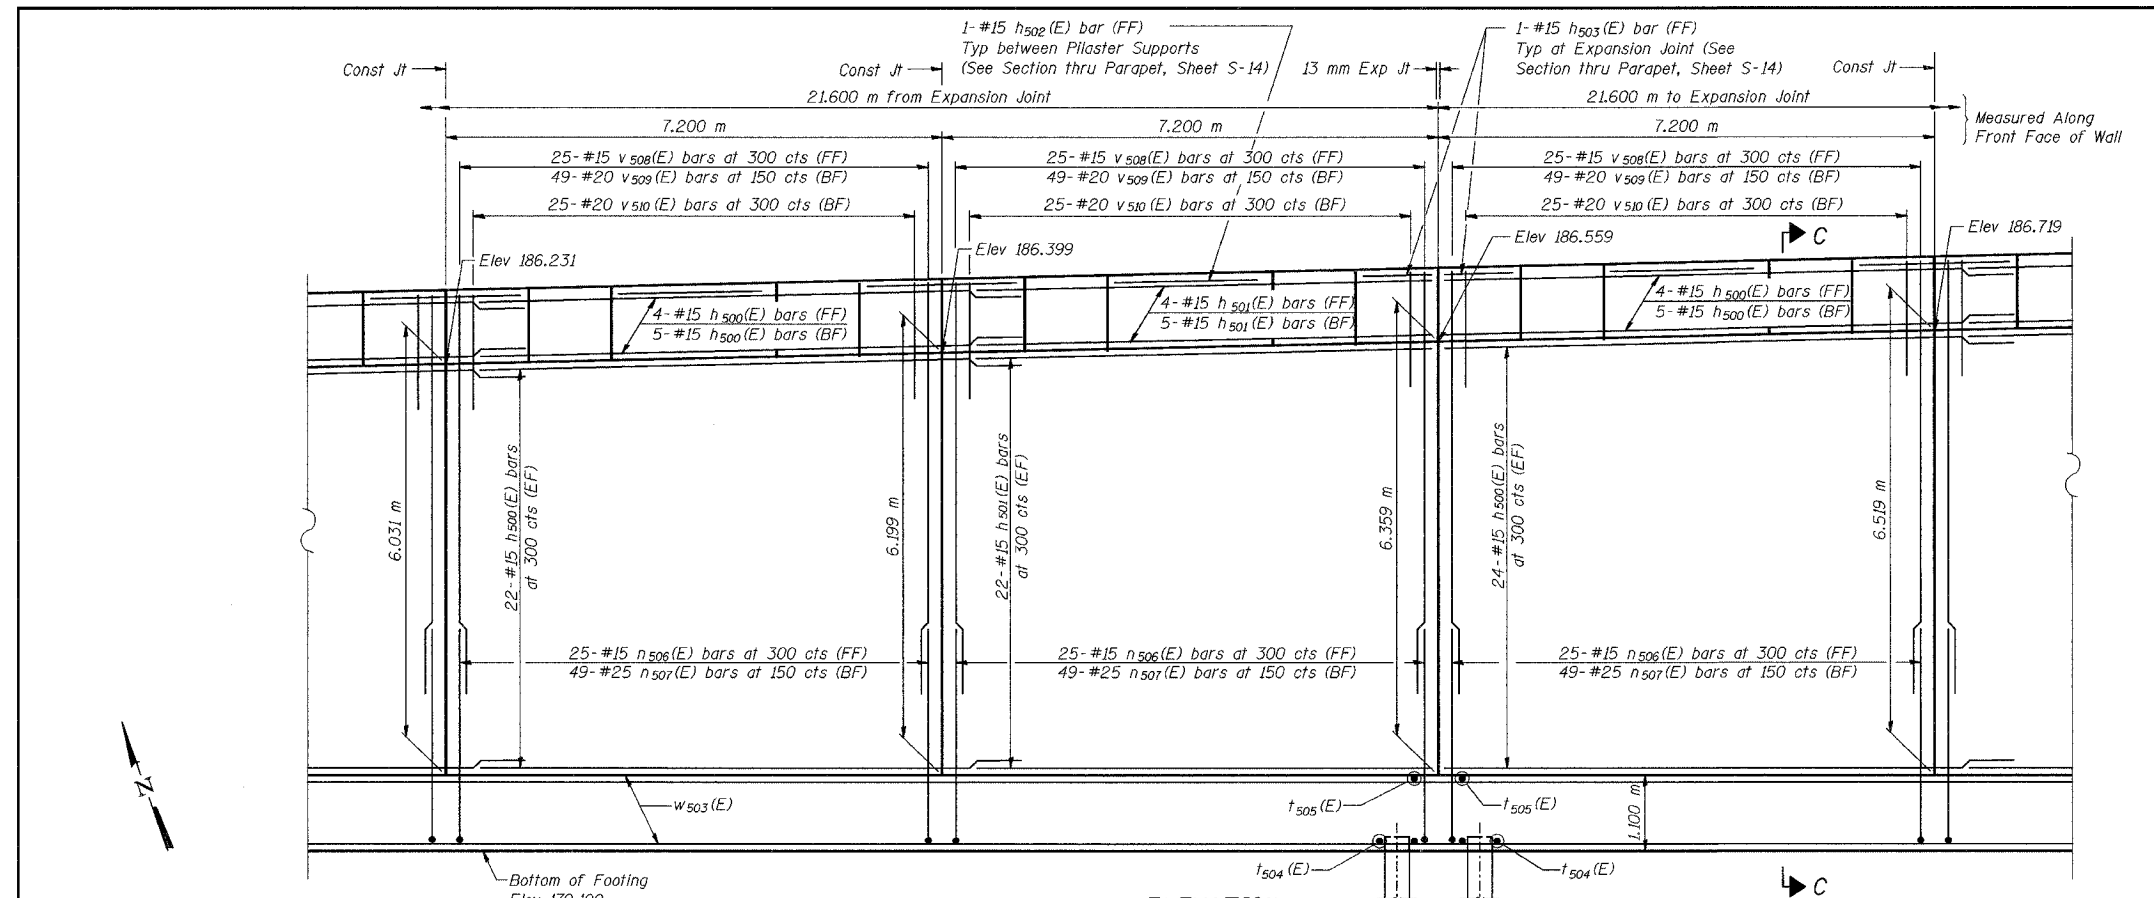 1- #15 h502(E) bar (FF)
Typ between Pilaster Supports
(See Section thru Parapet, Sheet S-14)
1- #15 h503(E) bar (FF)
Typ at Expansion Joint (See
Section thru Parapet, Sheet S-14)
Const Jt
Const Jt
13 mm Exp Jt
Const Jt
21.600 m from Expansion Joint
21.600 m to Expansion Joint
Measured Along
Front Face of Wall
7.200 m
7.200 m
7.200 m
25- #15 v508(E) bars at 300 cts (FF)
49- #20 v509(E) bars at 150 cts (BF)
25- #20 v510(E) bars at 300 cts (BF)
25- #15 v508(E) bars at 300 cts (FF)
49- #20 v509(E) bars at 150 cts (BF)
25- #20 v510(E) bars at 300 cts (BF)
25- #15 v508(E) bars at 300 cts (FF)
49- #20 v509(E) bars at 150 cts (BF)
25- #20 v510(E) bars at 300 cts (BF)
C
Elev 186.231
Elev 186.399
Elev 186.559
Elev 186.719
4- #15 h500(E) bars (FF)
5- #15 h500(E) bars (BF)
4- #15 h501(E) bars (FF)
5- #15 h501(E) bars (BF)
4- #15 h500(E) bars (FF)
5- #15 h500(E) bars (BF)
6.031 m
22- #15 h500(E) bars
at 300 cts (EF)
6.199 m
22- #15 h501(E) bars
at 300 cts (EF)
6.359 m
24- #15 h500(E) bars
at 300 cts (EF)
6.519 m
25- #15 n506(E) bars at 300 cts (FF)
49- #25 n507(E) bars at 150 cts (BF)
25- #15 n506(E) bars at 300 cts (FF)
49- #25 n507(E) bars at 150 cts (BF)
25- #15 n506(E) bars at 300 cts (FF)
49- #25 n507(E) bars at 150 cts (BF)
N
w503(E)
t505(E)
t505(E)
1.100 m
t504(E)
t504(E)
C
Bottom of Footing